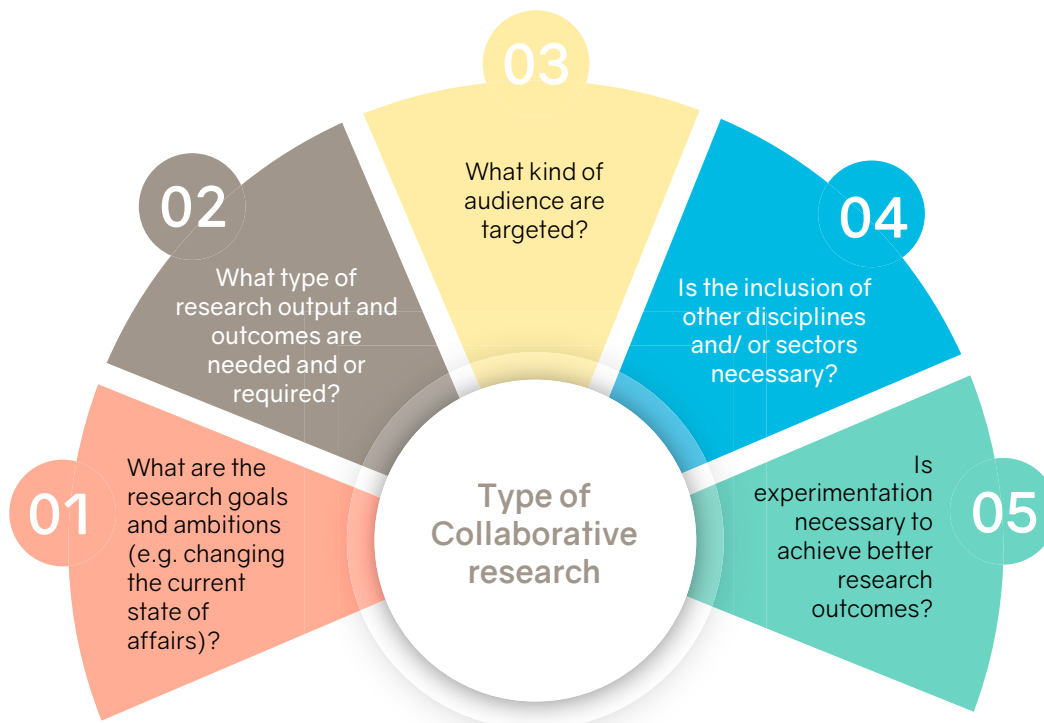 01
What are the
research goals
and ambitions
(e.g. changing
the current
state of
affairs)?
02
What type of
research output and
outcomes are
needed and or
required?
03
What kind of
audience are
targeted?
04
Is the inclusion of
other disciplines
and/ or sectors
necessary?
05
Is
experimentation
necessary to
achieve better
research
outcomes?
Type of
Collaborative
research